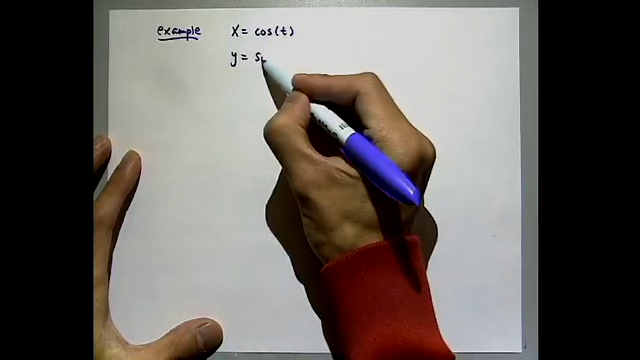 example x = cos(t)
y = s